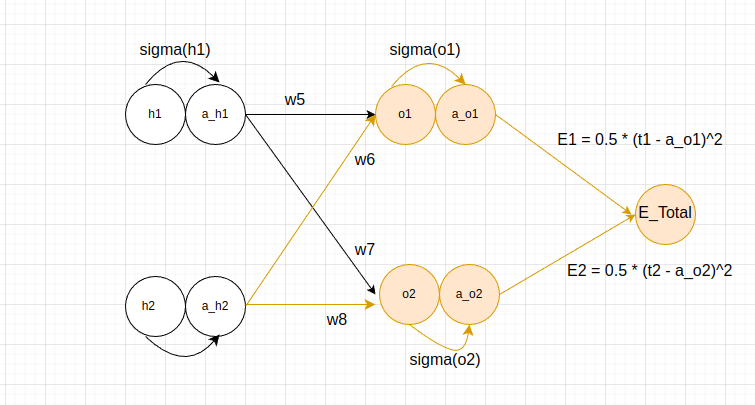 sigma(h1)
sigma(o1)
h1
a_h1
w5
o1
a_o1
E1 = 0.5 * (t1 - a_o1)^2
w6
E_Total
w7
E2 = 0.5 * (t2 - a_o2)^2
h2
a_h2
o2
a_o2
w8
sigma(o2)